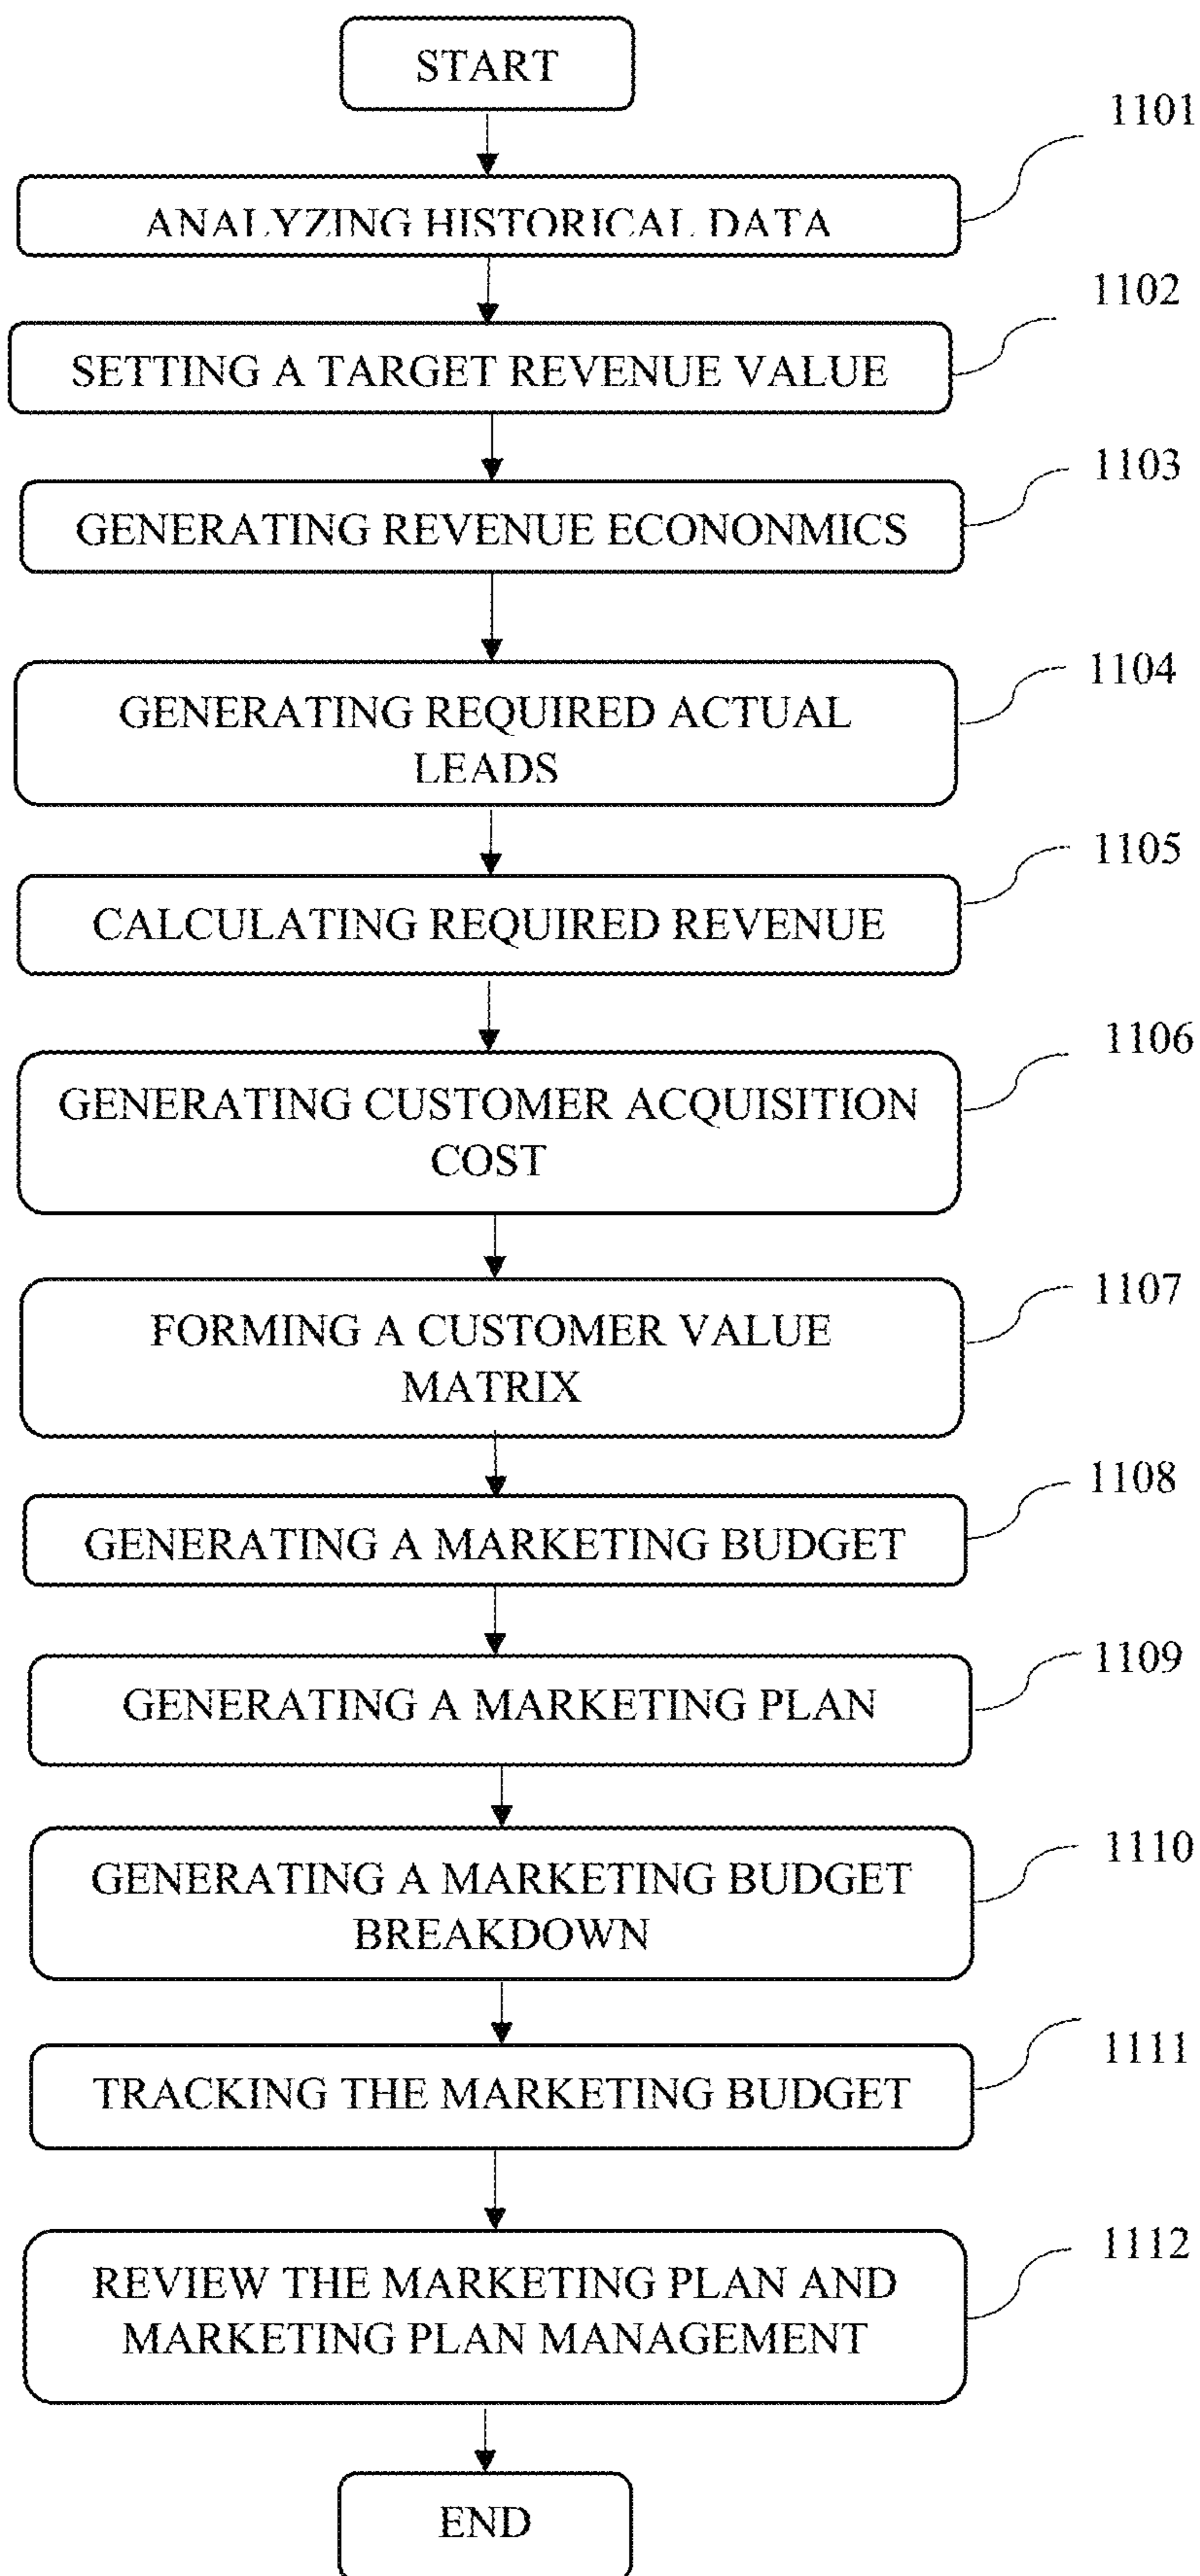 START
1101
ANALYZING HISTORICAL DATA
1102
SETTING A TARGET REVENUE VALUE
1103
GENERATING REVENUE ECONONMICS
1104
GENERATING REQUIRED ACTUAL
LEADS
1105
CALCULATING REQUIRED REVENUE
1106
GENERATING CUSTOMER ACQUISITION
COST
1107
FORMING A CUSTOMER VALUE
MATRIX
1108
GENERATING A MARKETING BUDGET
1109
GENERATING A MARKETING PLAN
1110
GENERATING A MARKETING BUDGET
BREAKDOWN
1111
TRACKING THE MARKETING BUDGET
1112
REVIEW THE MARKETING PLAN AND
MARKETING PLAN MANAGEMENT
END